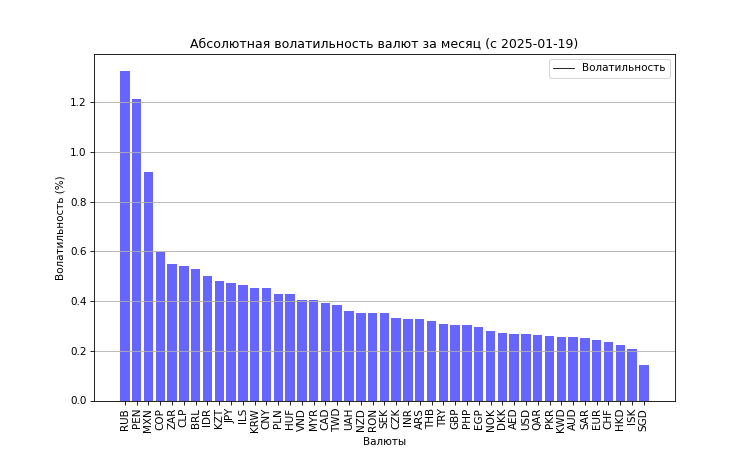 Абсолютная волатильность валют за месяц (с 2025-01-19)
Волатильность
Волатильность (%)
1.2
1.0
0.8
0.6
0.4
0.2
0.0
RUB PEN MXN COP ZAR CLP BRL IDR KZT JPY ILS KRW CNY PLN HUF VND MYR CAD TWD UAH NZD RON SEK CZK INR ARS THB TRY GBP PHP EGP NOK DKK AED USD QAR PKR KWD AUD SAR EUR CHF HKD ISK SGD
Валюты